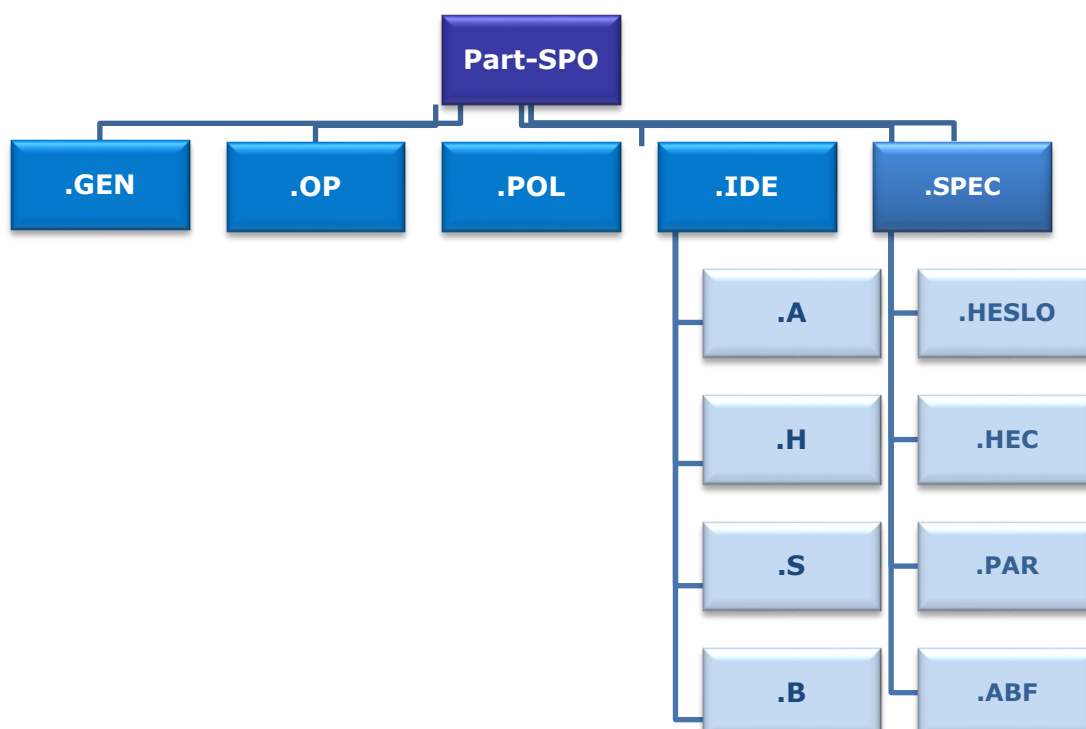 Part-SPO
.GEN
.OP
.POL
.IDE
.SPEC
.A
.HESLO
.H
.HEC
.S
.PAR
.B
.ABF